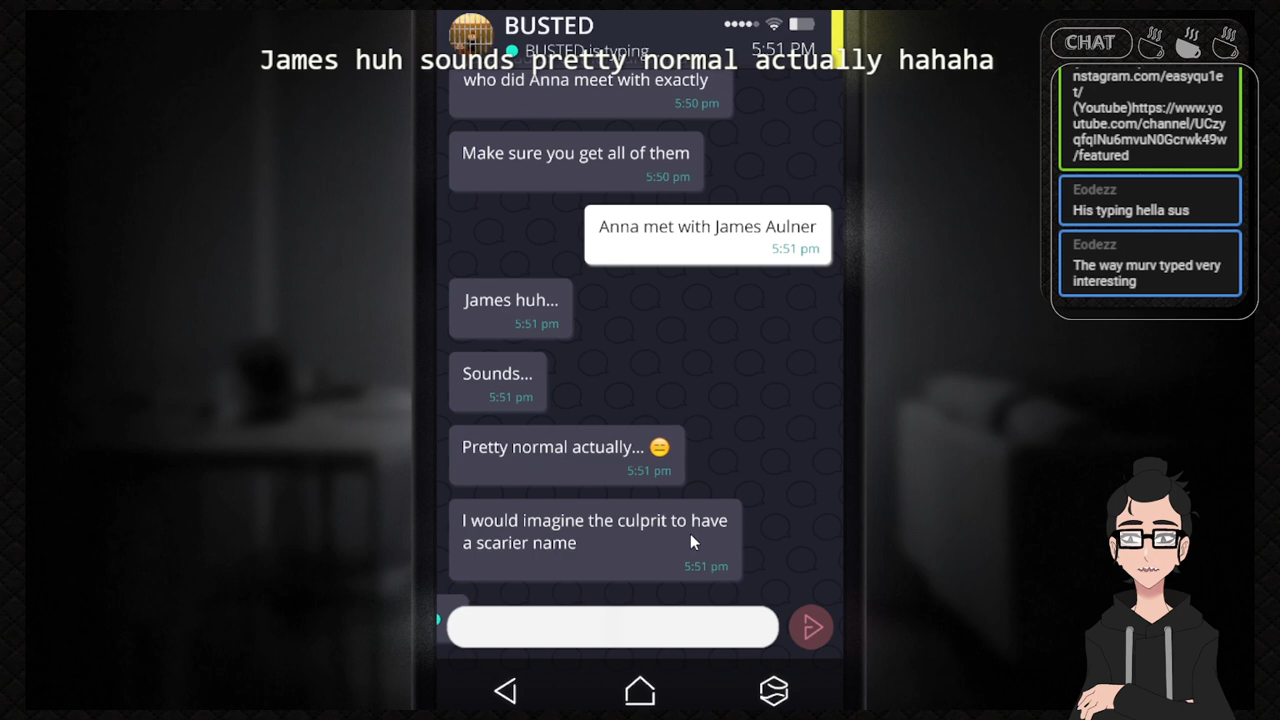 BUSTED
BUSTED is typing
5:51 PM
James huh sounds pretty normal actually hahaha
who did Anna meet with exactly
5:50 pm
Make sure you get all of them
5:50 pm
Anna met with James Aulner
5:51 pm
James huh...
5:51 pm
Sounds...
5:51 pm
Pretty normal actually... 😑
5:51 pm
I would imagine the culprit to have
a scarier name
5:51 pm
CHAT
nstagram.com/easyqu1e
t/
(Youtube)https://www.yo
utube.com/channel/UCzy
qfqINu6mvuN0Gcrwk49w
/featured
Eodezz
His typing hella sus
Eodezz
The way murv typed very
interesting